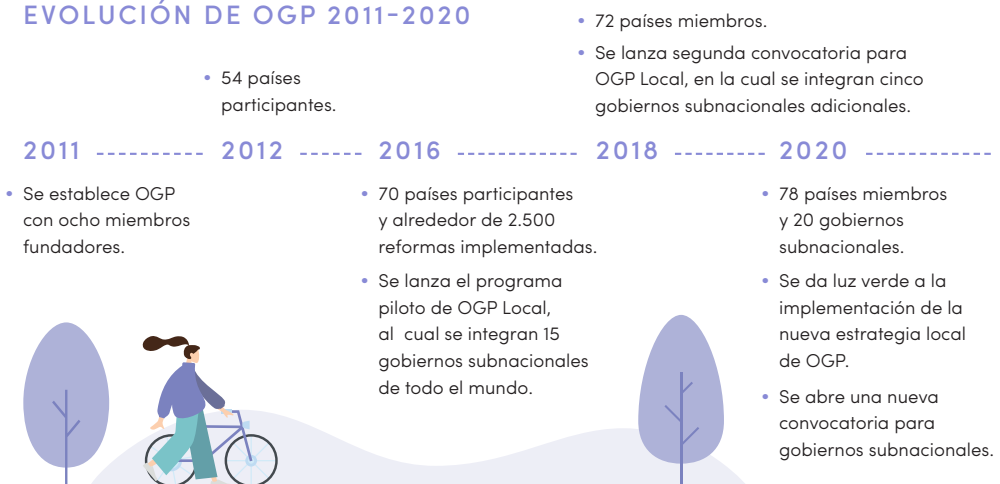 EVOLUCIÓN DE OGP 2011-2020
2011
• Se establece OGP
con ocho miembros
fundadores.
2012
• 54 países
participantes.
2016
• 70 países participantes
y alrededor de 2.500
reformas implementadas.
• Se lanza el programa
piloto de OGP Local,
al cual se integran 15
gobiernos subnacionales
de todo el mundo.
2018
• 72 países miembros.
• Se lanza segunda convocatoria para
OGP Local, en la cual se integran cinco
gobiernos subnacionales adicionales.
2020
• 78 países miembros
y 20 gobiernos
subnacionales.
• Se da luz verde a la
implementación de la
nueva estrategia local
de OGP.
• Se abre una nueva
convocatoria para
gobiernos subnacionales.